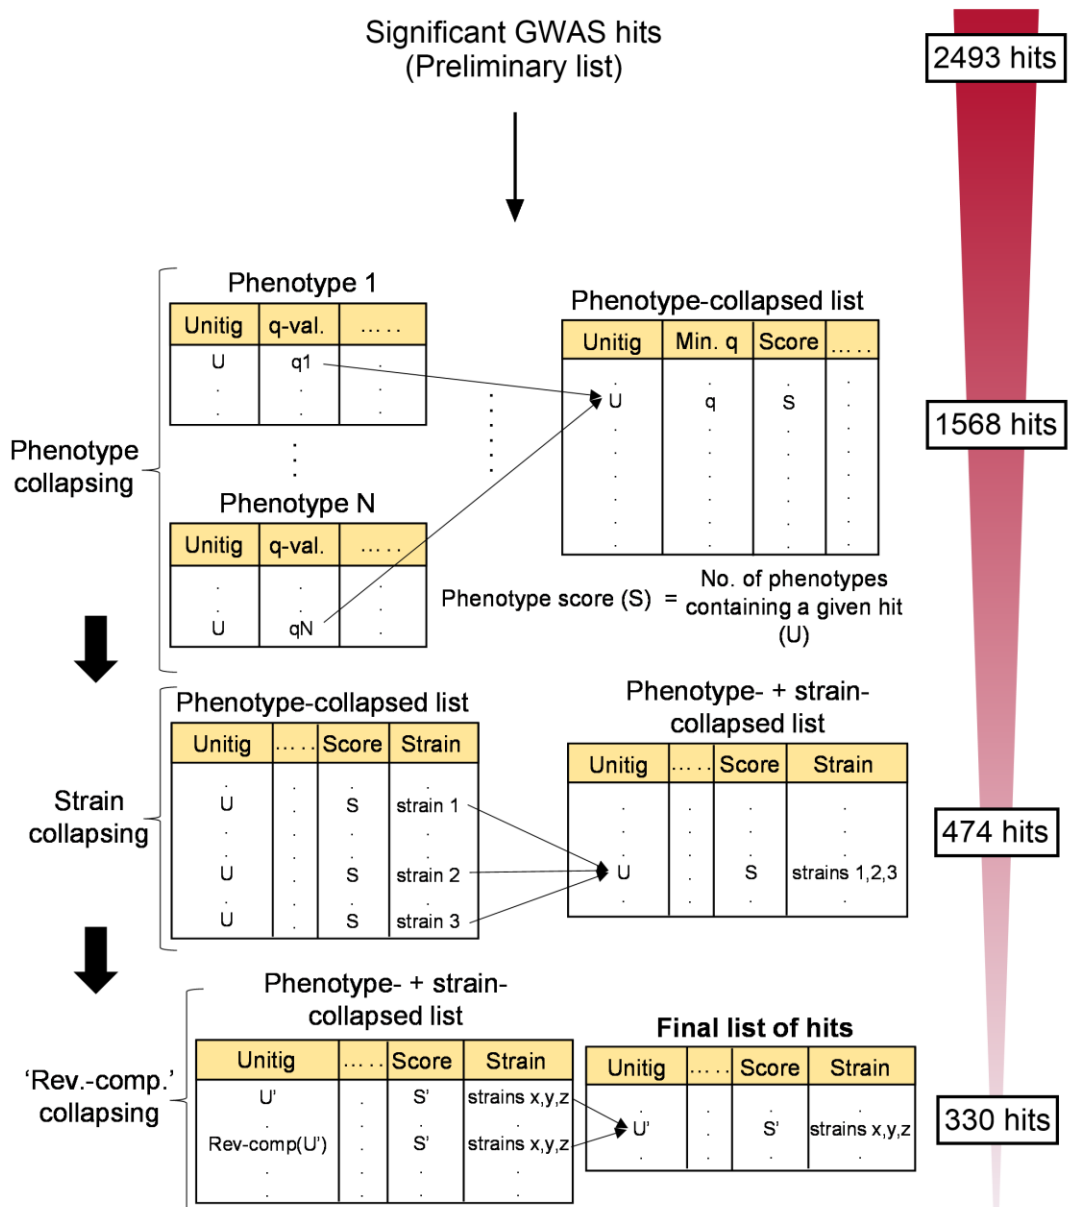 Significant GWAS hits
(Preliminary list)
2493 hits
Phenotype
collapsing
Phenotype 1
Unitig q-val. .....
U q1 .
. . .
. . .
Phenotype N
Unitig q-val. .....
. . .
. . .
U qN .
Phenotype-collapsed list
Unitig Min. q Score .....
. . . .
U q S .
. . . .
. . . .
. . . .
. . . .
. . . .
. . . .
Phenotype score (S) = No. of phenotypes
containing a given hit
(U)
1568 hits
Strain
collapsing
Phenotype-collapsed list
Unitig ..... Score Strain
. . . .
U . S strain 1
. . . .
. . . .
U . S strain 2
. . . .
U . S strain 3
Phenotype- + strain-
collapsed list
Unitig ..... Score Strain
. . . .
. . . .
. . . .
U . S strains 1,2,3
. . . .
474 hits
‘Rev.-comp.’
collapsing
Phenotype- + strain-
collapsed list
Unitig ..... Score Strain
U’ . S’ strains x,y,z
. . . .
Rev-comp(U’) . S’ strains x,y,z
. . . .
. . . .
Final list of hits
Unitig ..... Score Strain
. . . .
U’ . S’ strains x,y,z
. . . .
. . . .
330 hits